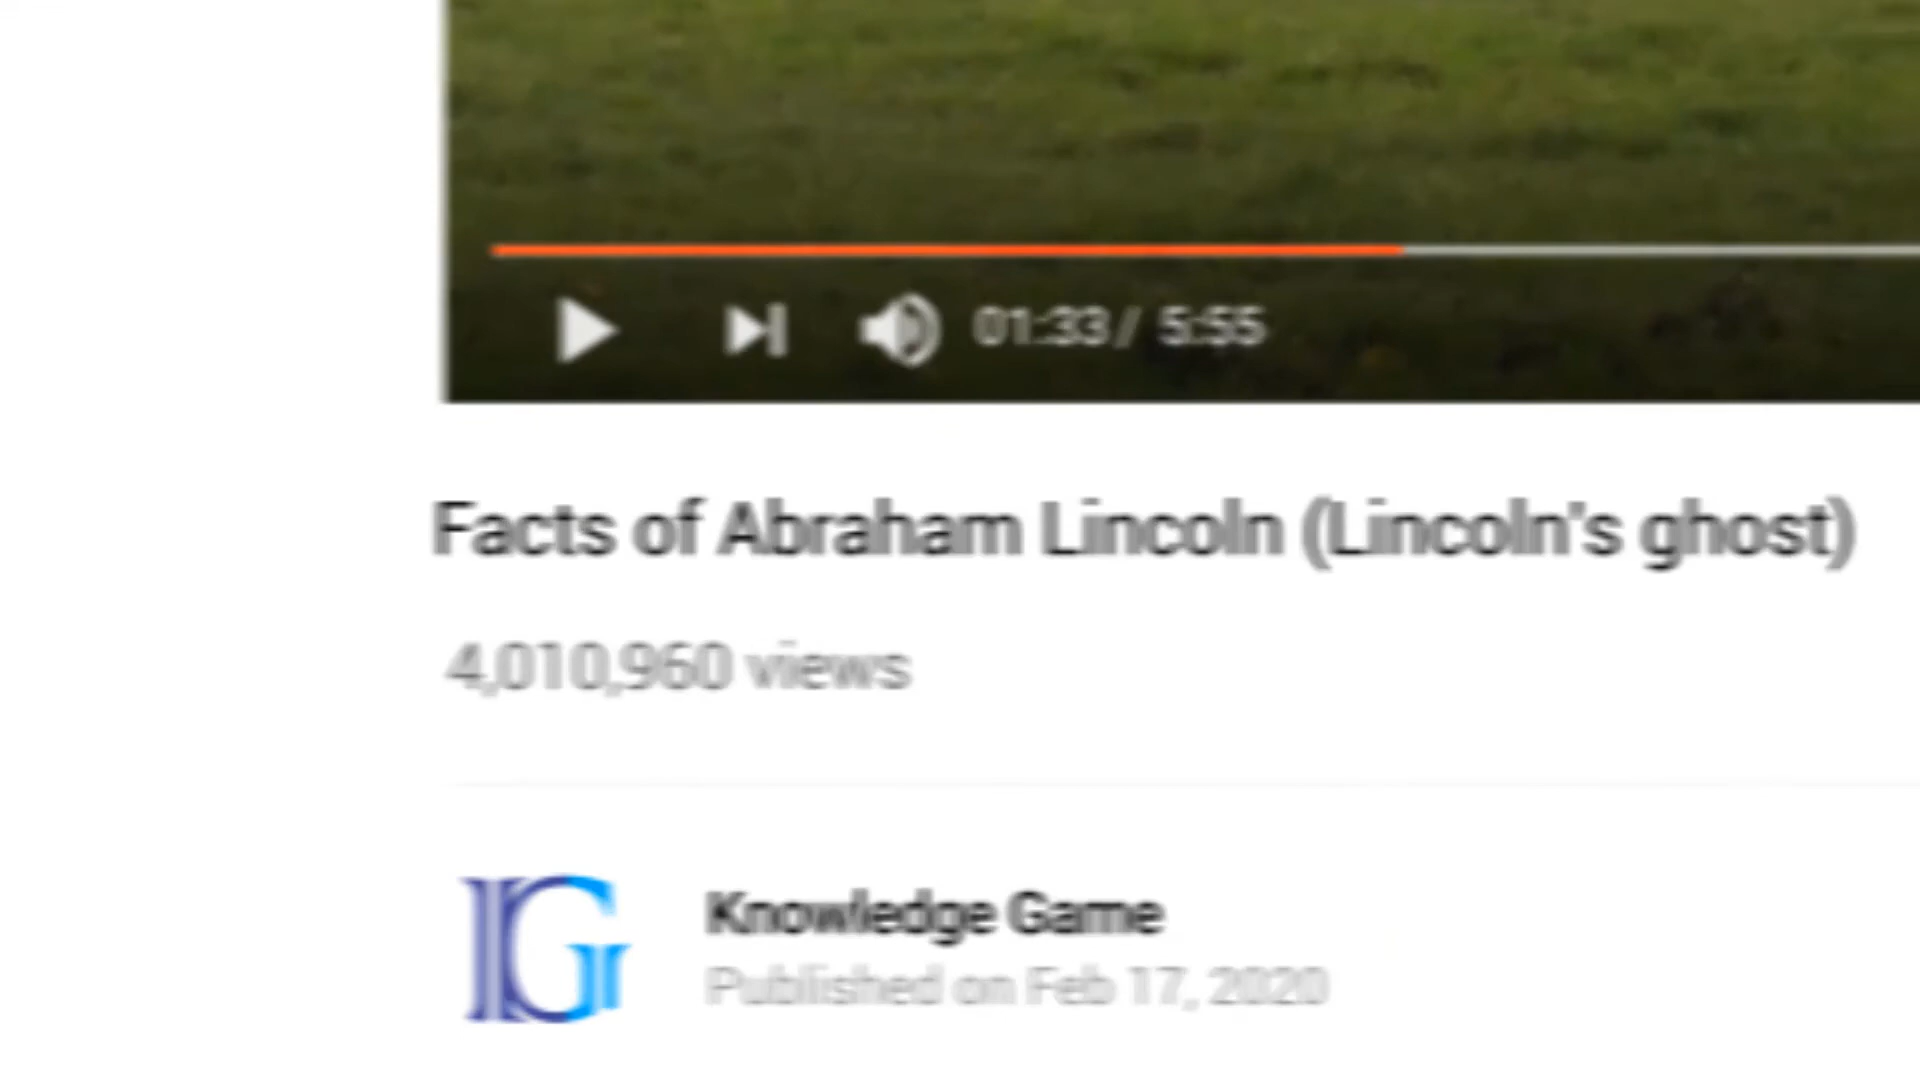 01:33 / 5:55
Facts of Abraham Lincoln (Lincoln's ghost)
4,010,960 views
Knowledge Game
Published on Feb 17, 2020